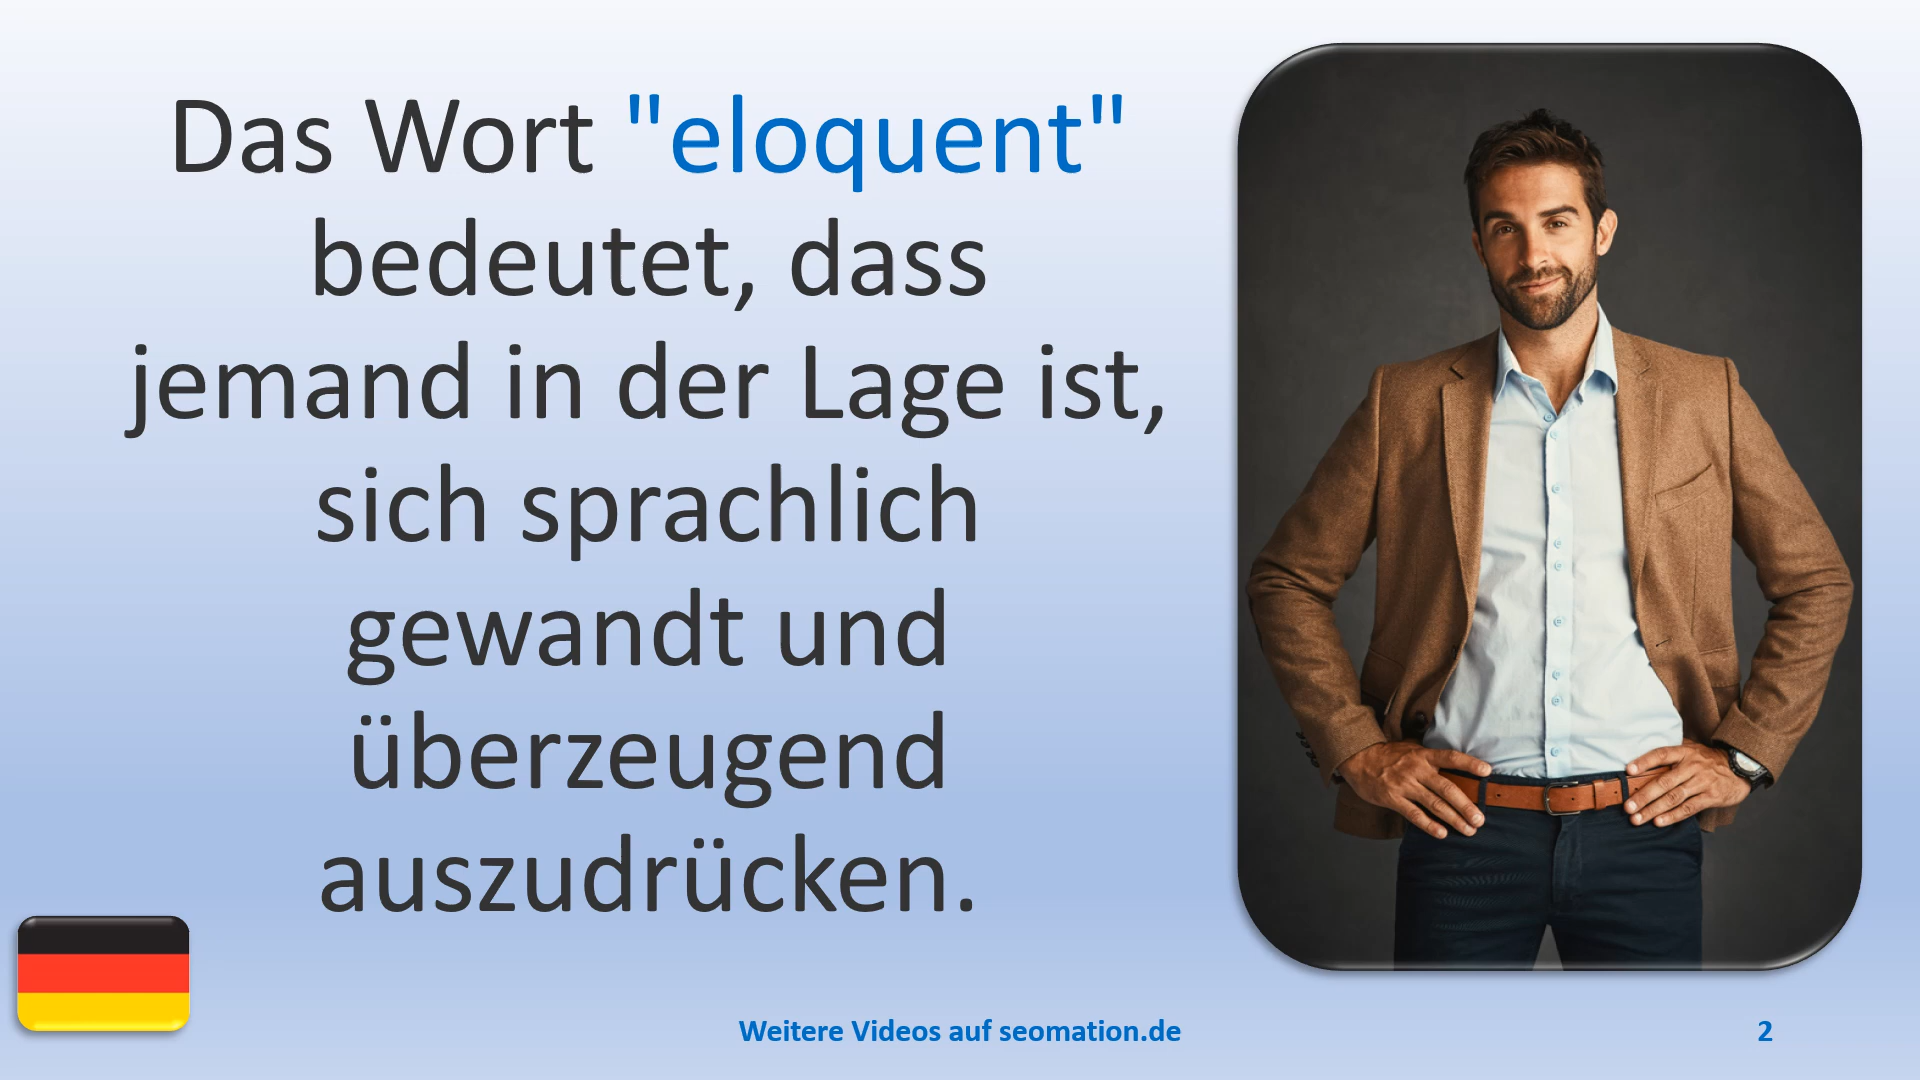 Das Wort "eloquent"
bedeutet, dass
jemand in der Lage ist,
sich sprachlich
gewandt und
überzeugend
auszudrücken.
Weitere Videos auf seomation.de
2